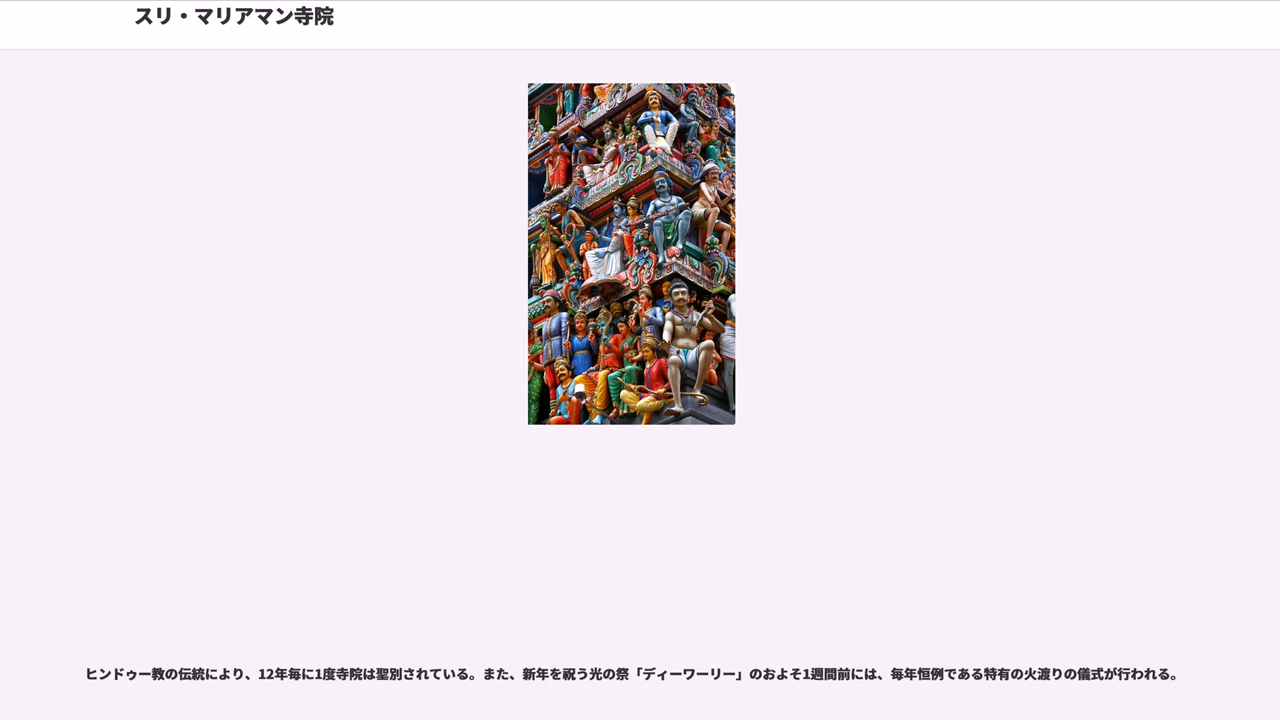 スリ・マリアマン寺院
ヒンドゥー教の伝統により、12年毎に1度寺院は聖別されている。また、新年を祝う光の祭「ディーワーリー」のおよそ1週間前には、毎年恒例である特有の火渡りの儀式が行われる。